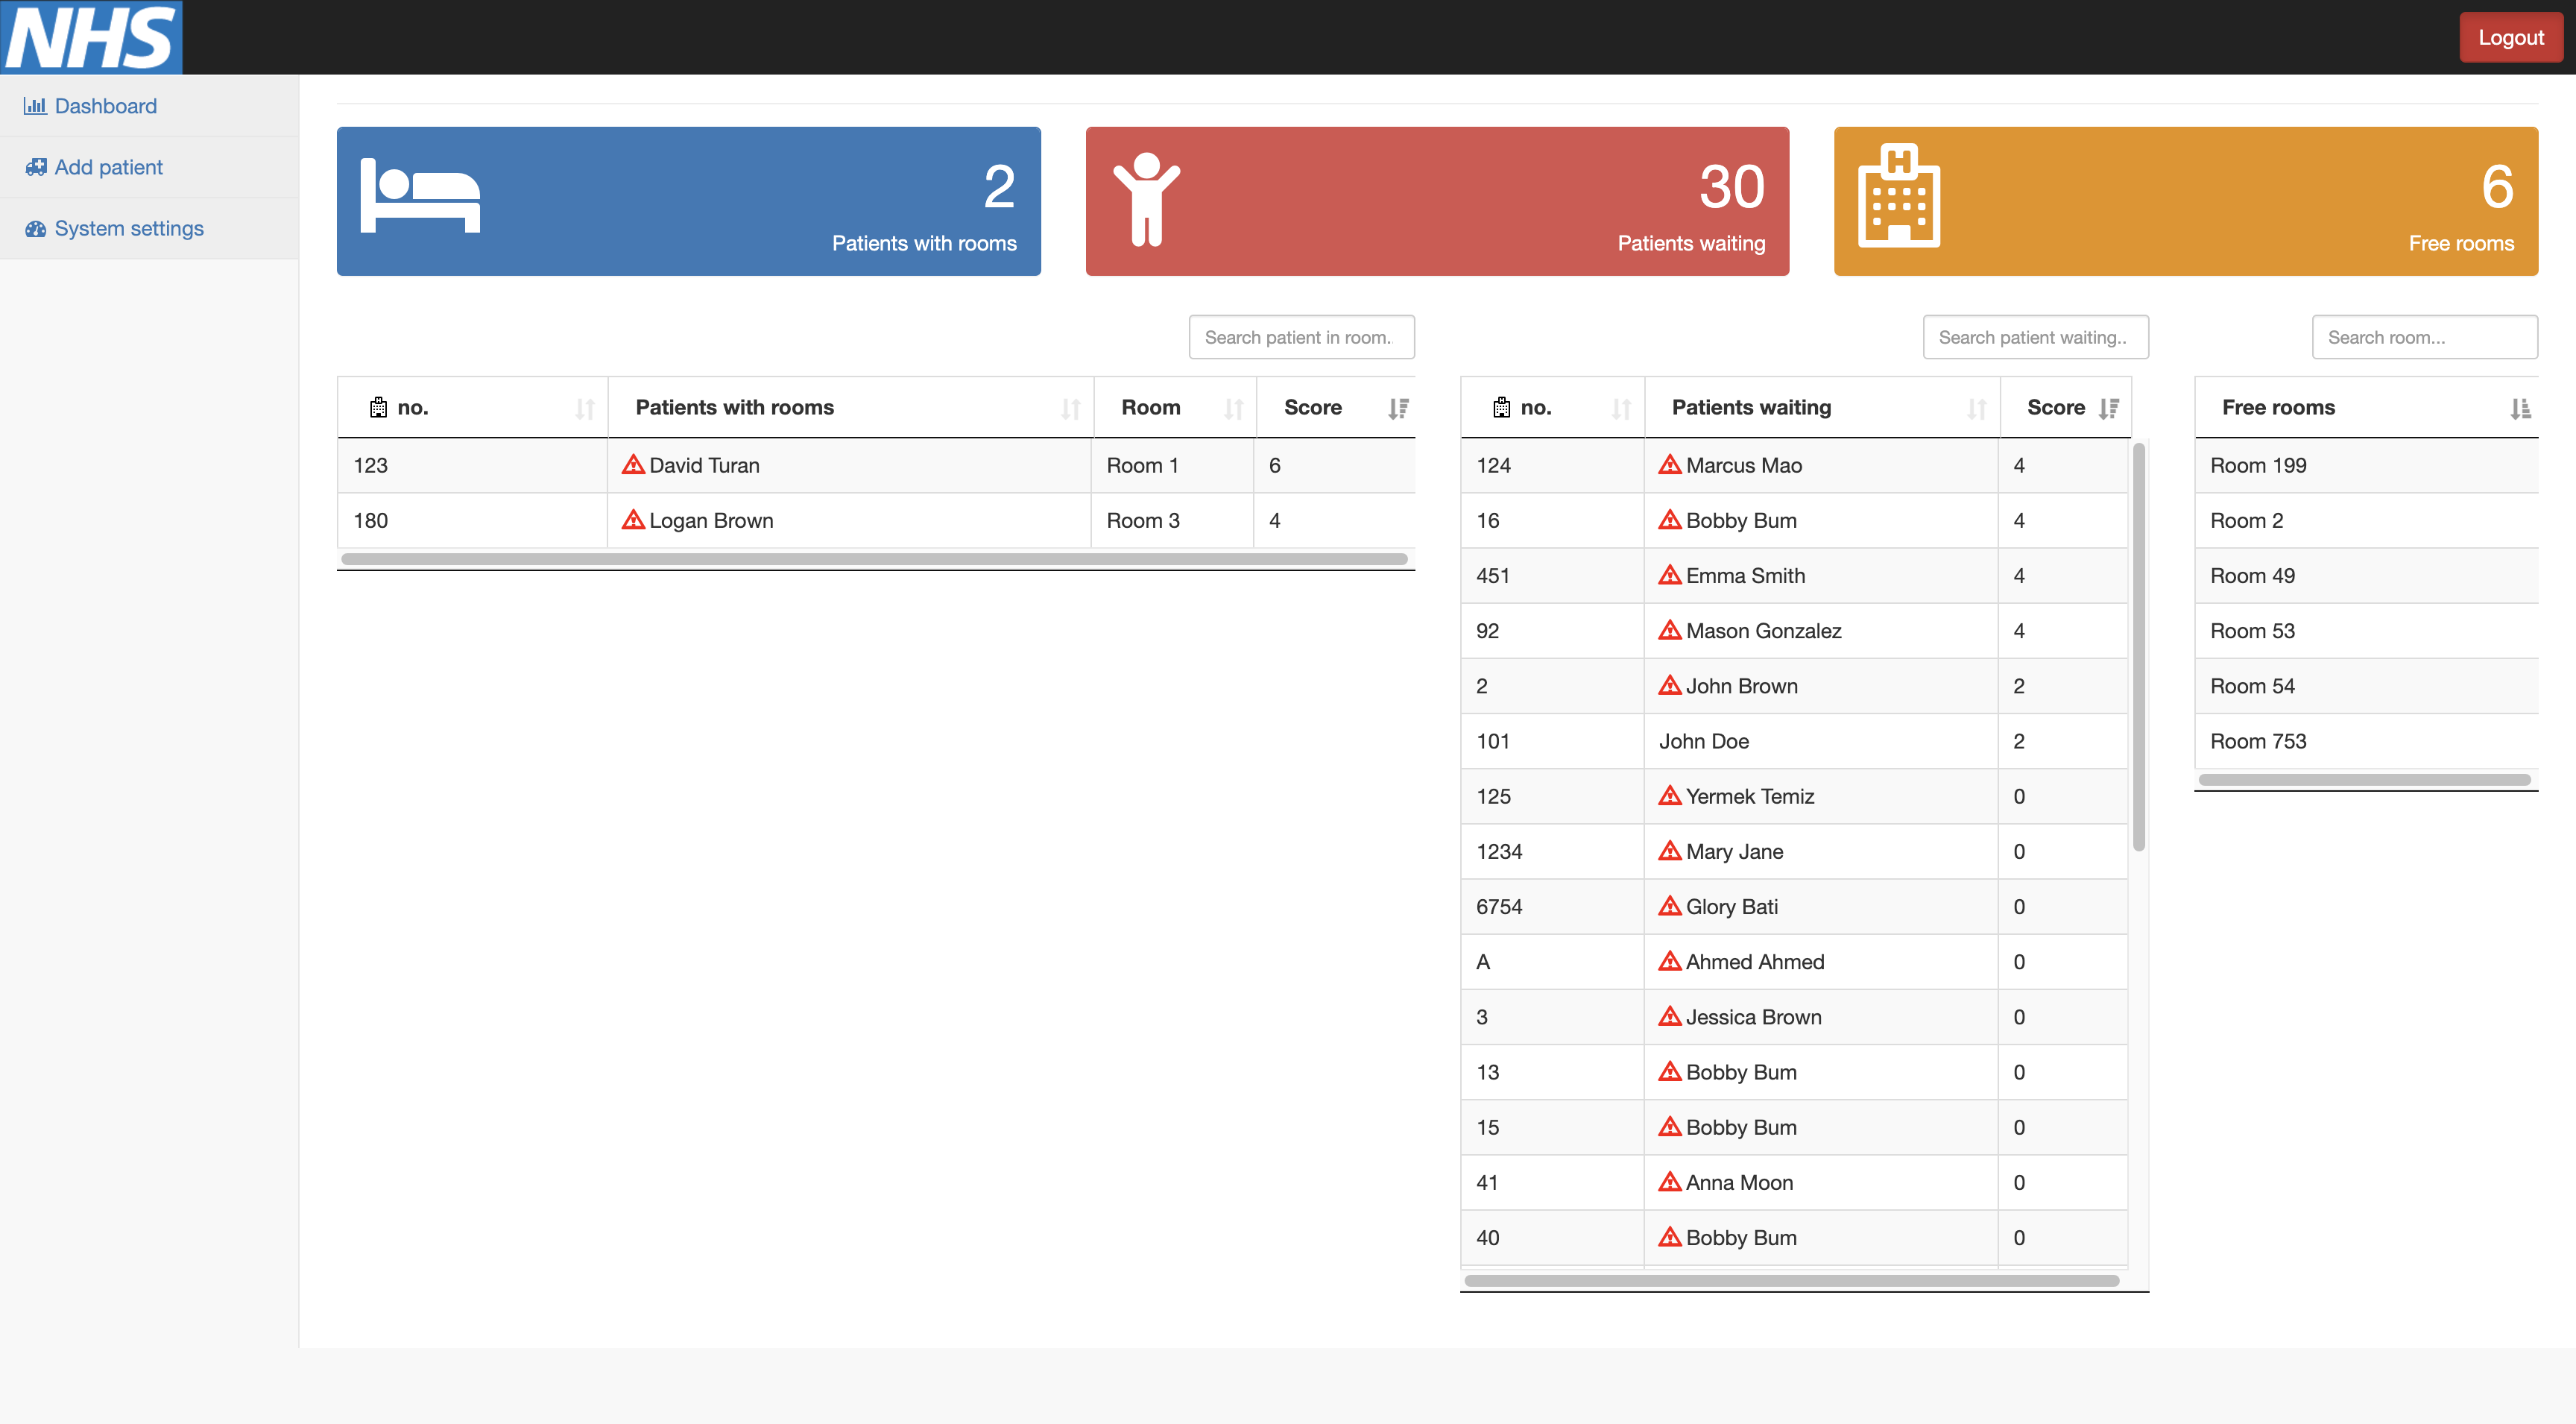 NHS
Logout
Dashboard
Add patient
System settings
2
Patients with rooms
30
Patients waiting
H
6
Free rooms
Search patient in room.
Search patient waiting..
Search room...
no. Patients with rooms Room Score
123 David Turan Room 1 6
180 Logan Brown Room 3 4
no. Patients waiting Score
124 Marcus Mao 4
16 Bobby Bum 4
451 Emma Smith 4
92 Mason Gonzalez 4
2 John Brown 2
101 John Doe 2
125 Yermek Temiz 0
1234 Mary Jane 0
6754 Glory Bati 0
A Ahmed Ahmed 0
3 Jessica Brown 0
13 Bobby Bum 0
15 Bobby Bum 0
41 Anna Moon 0
40 Bobby Bum 0
Free rooms
Room 199
Room 2
Room 49
Room 53
Room 54
Room 753